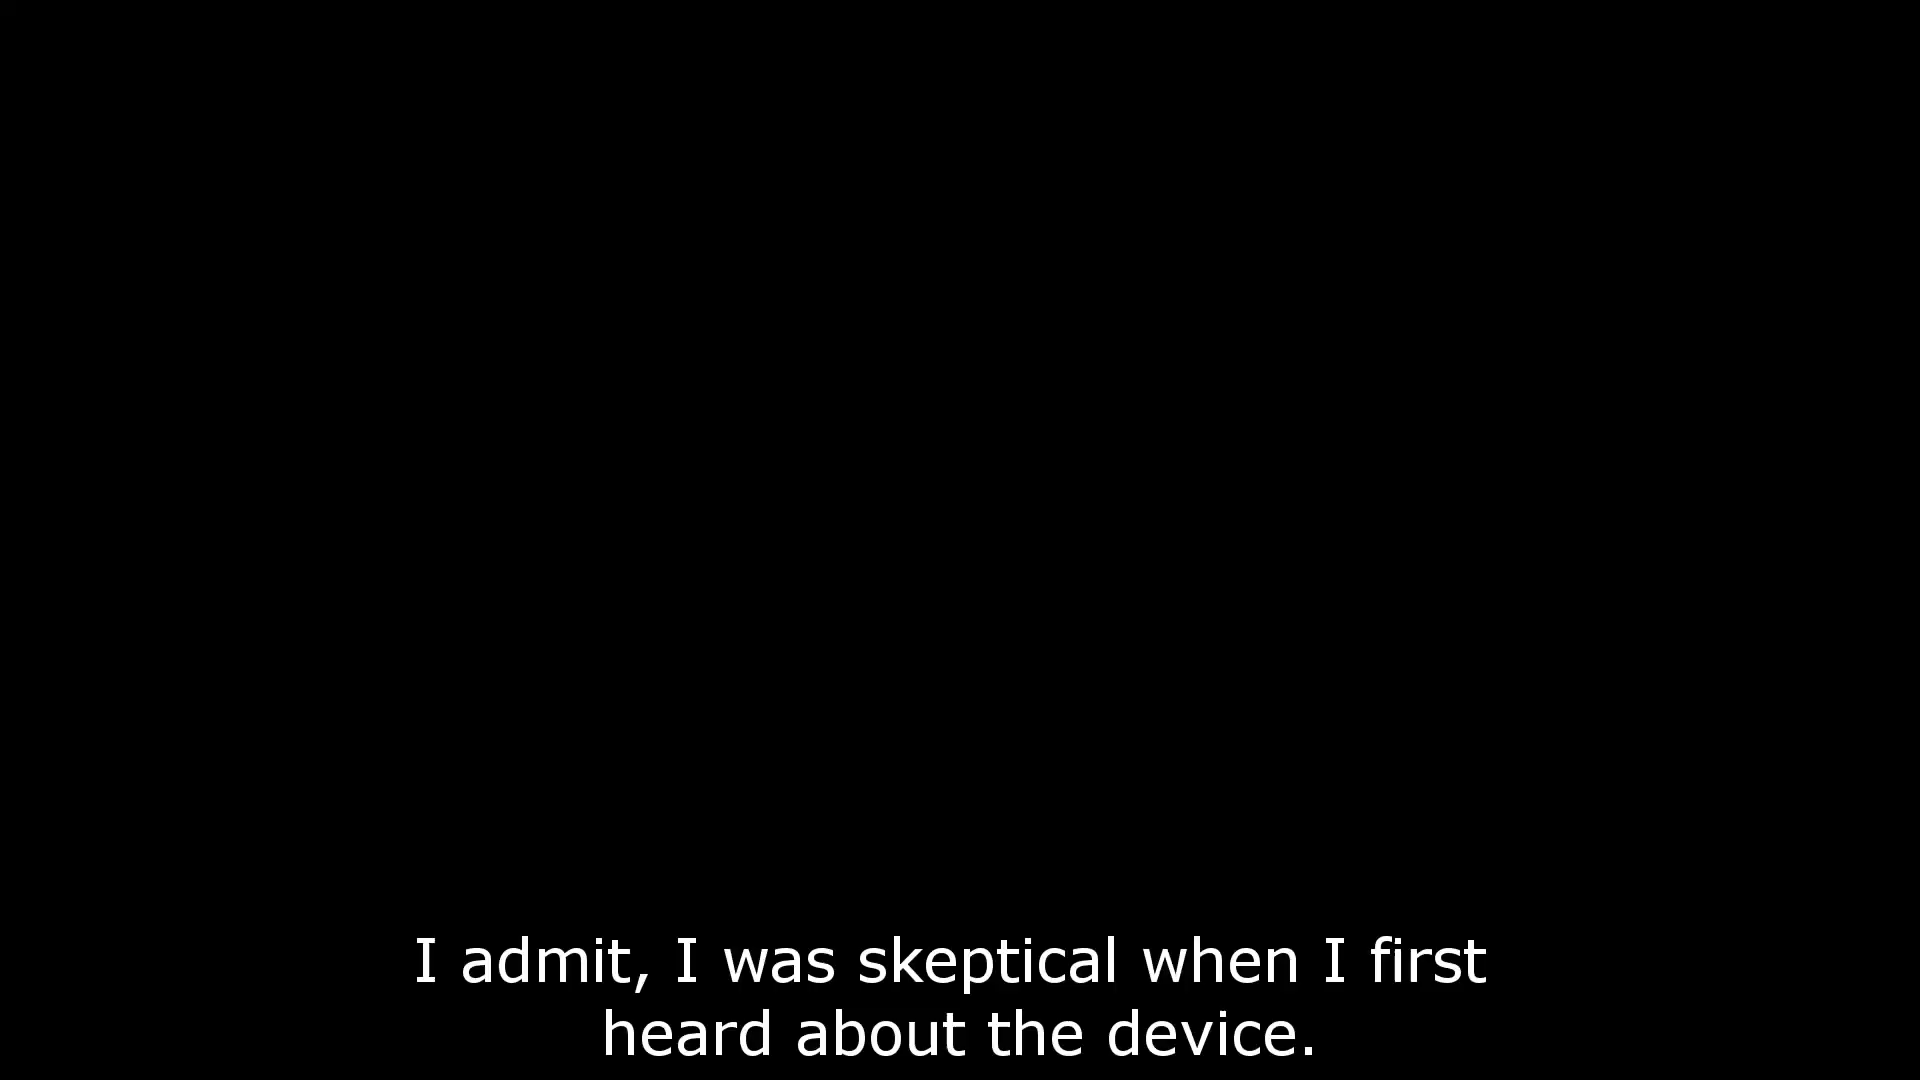 I admit, I was skeptical when I first
heard about the device.